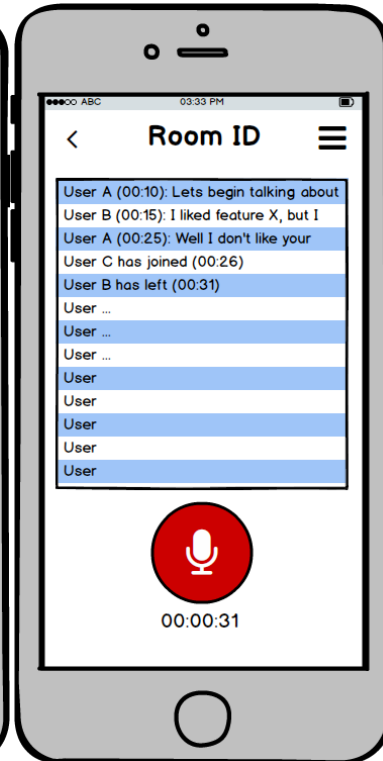 ABC 03:33 PM
Room ID
User A (00:10): Lets begin talking about
User B (00:15): I liked feature X, but I
User A (00:25): Well I don't like your
User C has joined (00:26)
User B has left (00:31)
User ...
User ...
User ...
User
User
User
User
User
00:00:31